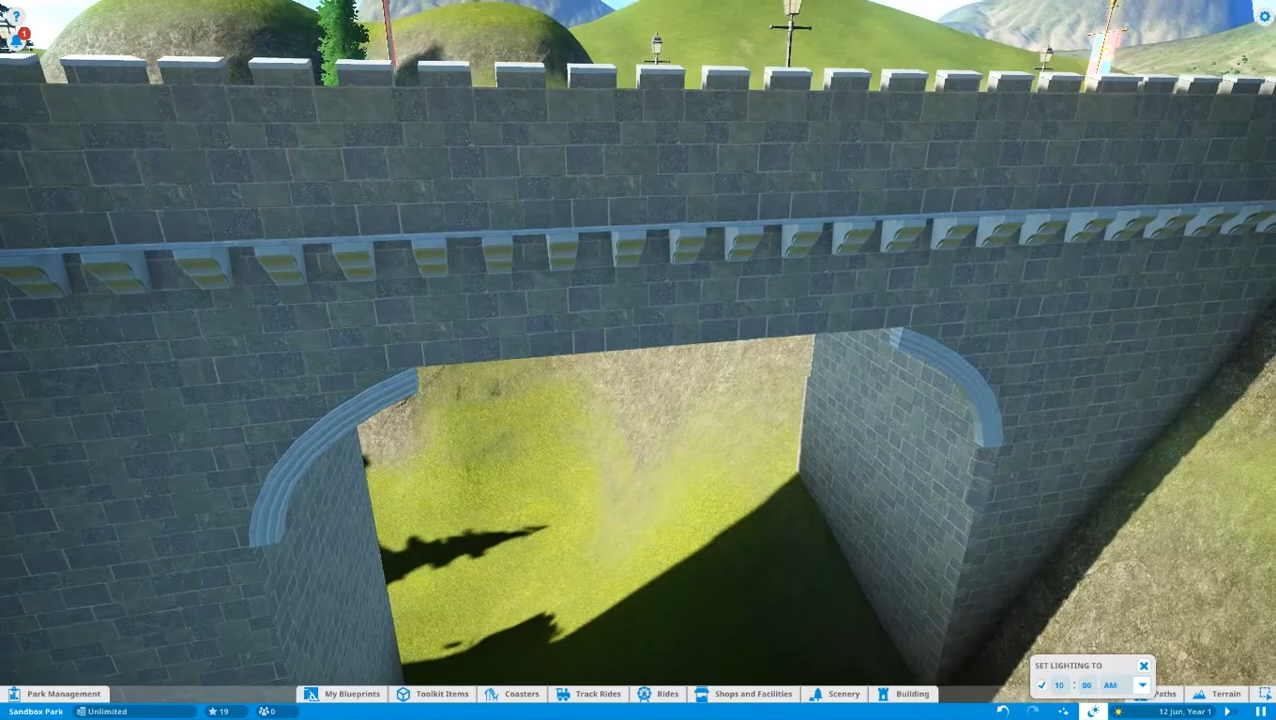 ?
1
SET LIGHTING TO
10 : 00 AM
Park Management
My Blueprints
Toolkit Items
Coasters
Track Rides
Rides
Shops and Facilities
Scenery
Building
Paths
Terrain
Sandbox Park
Unlimited
19
0
12 Jun, Year 1